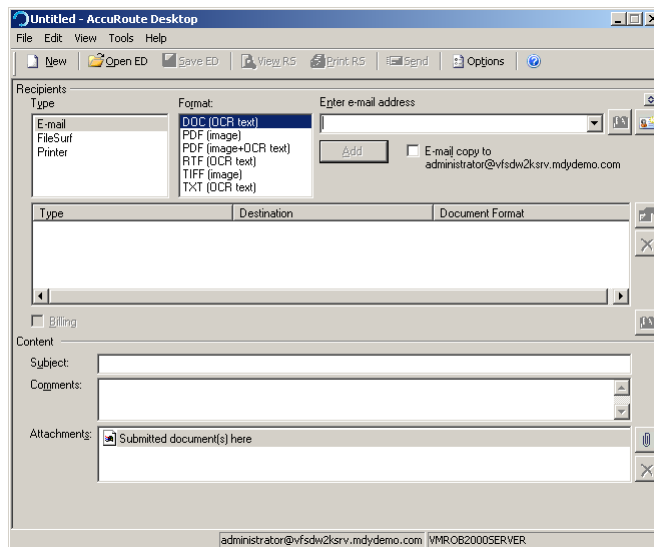 Untitled - AccuRoute Desktop
File Edit View Tools Help
New Open ED Save ED View RS Print RS Send Options
Recipients
Type Format: Enter e-mail address
E-mail
FileSurf
Printer
DOC (OCR text)
PDF (image)
PDF (image+OCR text)
RTF (OCR text)
TIFF (image)
TXT (OCR text)
Add
E-mail copy to
administrator@vfsdw2ksrv.mdydemo.com
Type Destination Document Format
Billing
Content
Subject:
Comments:
Attachments:
Submitted document(s) here
administrator@vfsdw2ksrv.mdydemo.com VMROB2000SERVER